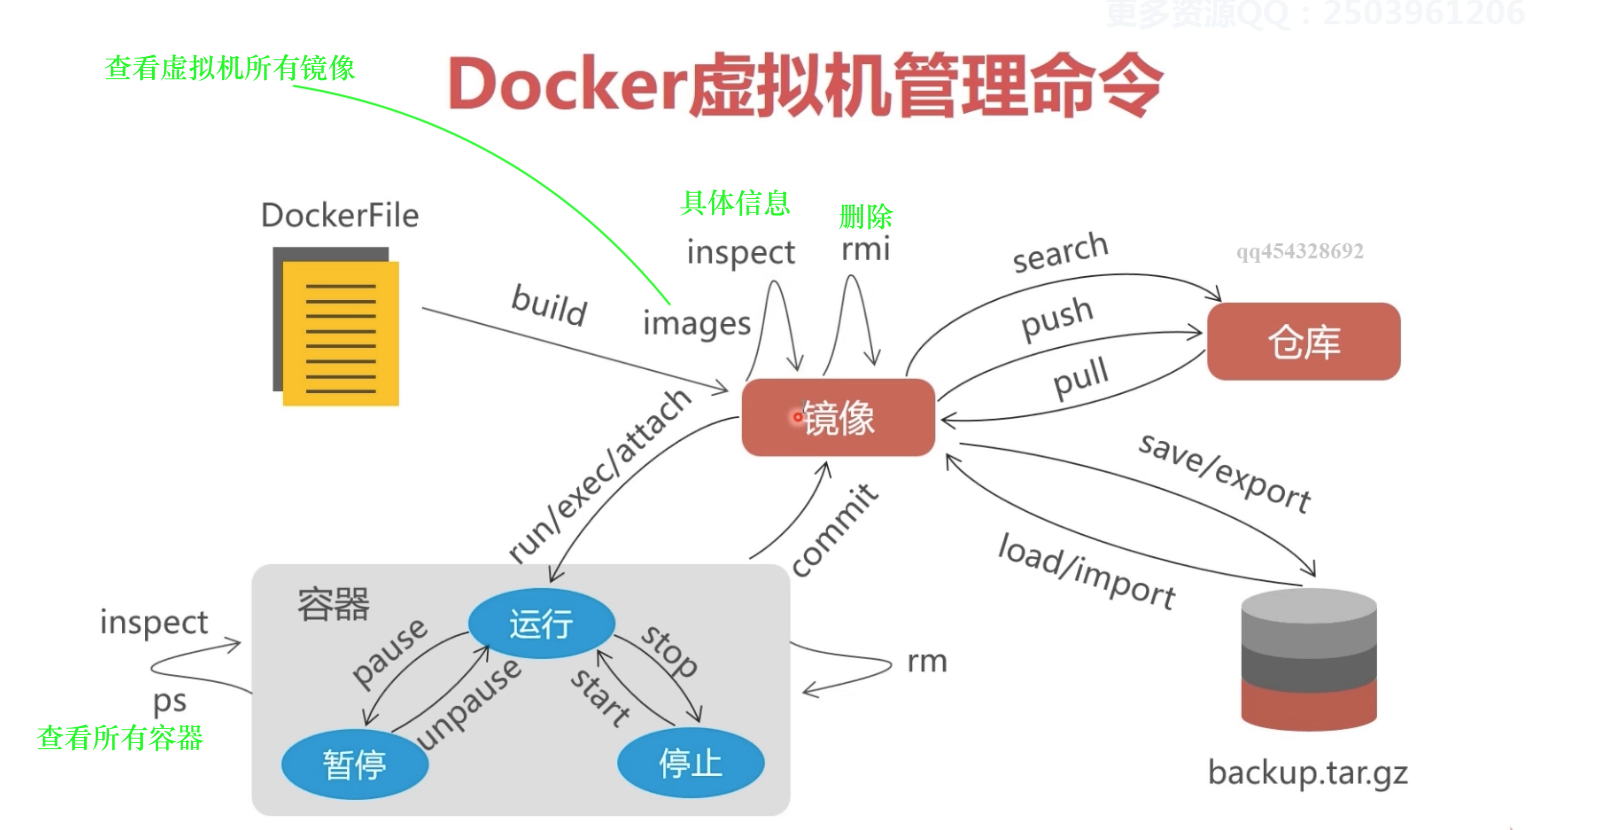 更多资源QQ：2503961206
查看虚拟机所有镜像
Docker虚拟机管理命令
具体信息
删除
DockerFile
inspect
rmi
search
qq454328692
build
images
push
仓库
pull
镜像
run/exec/attach
save/export
commit
load/import
容器
inspect
运行
pause
stop
unpause
start
rm
ps
查看所有容器
暂停
停止
backup.tar.gz